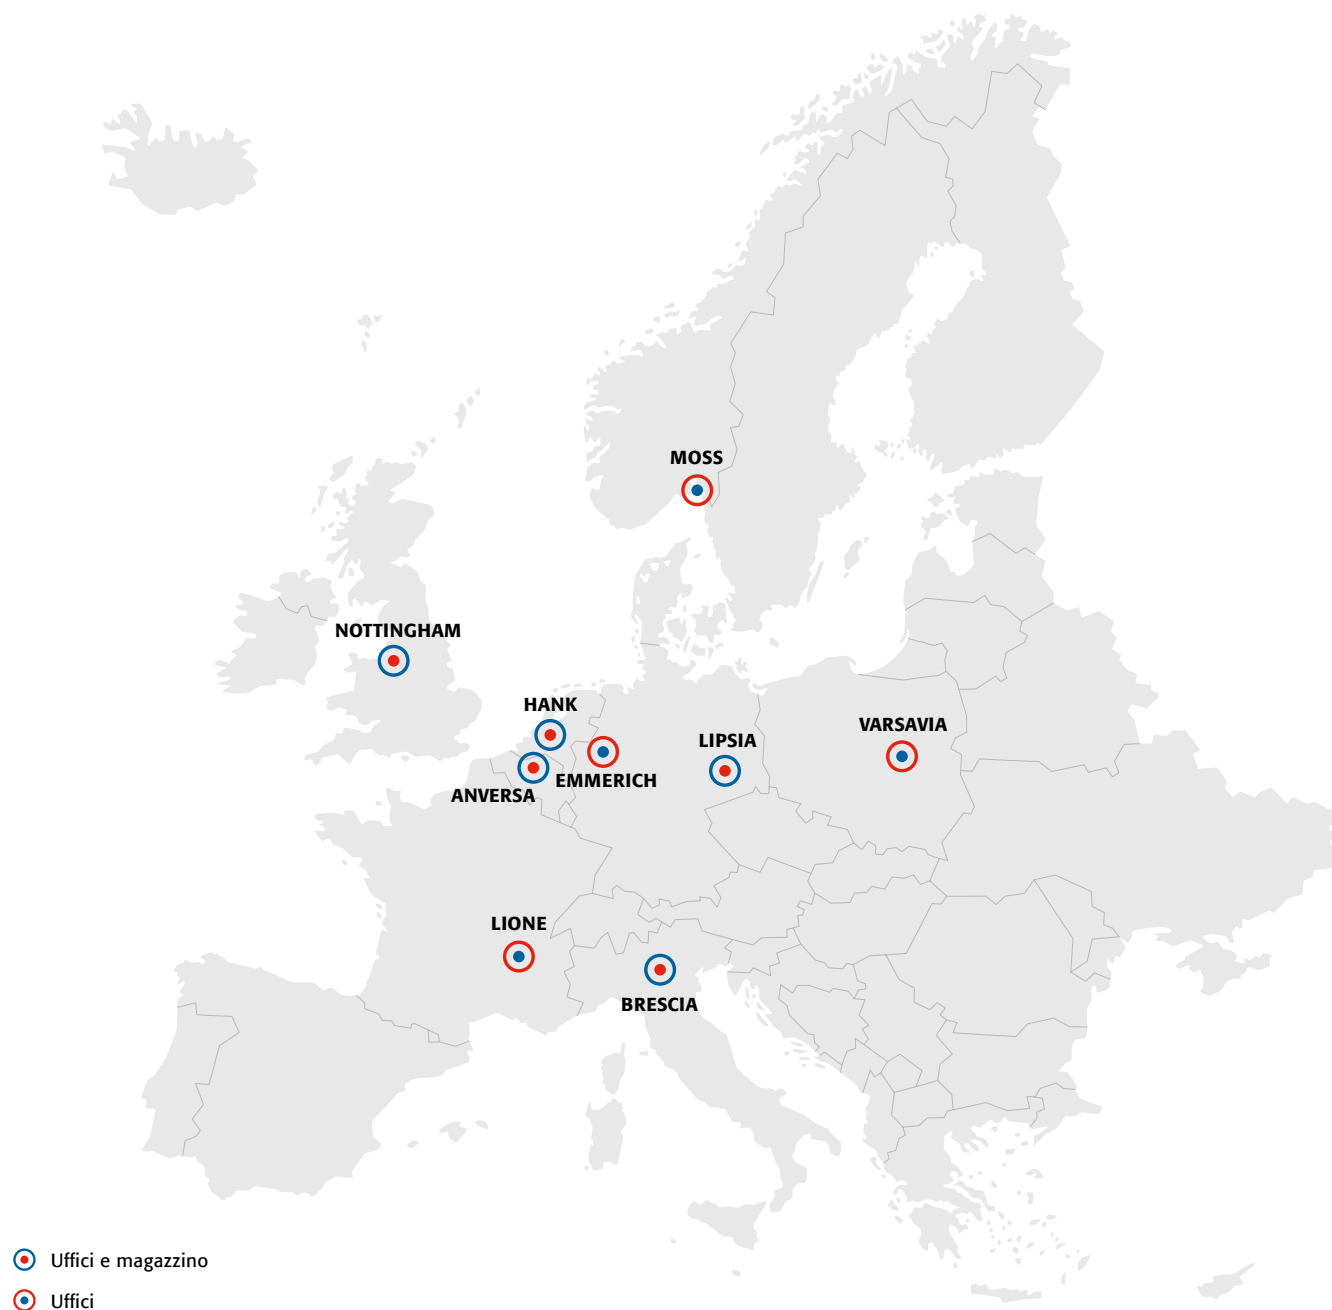 MOSS
NOTTINGHAM
HANK
LIPSIA
VARSAVIA
EMMERICH
ANVERSA
LIONE
BRESCIA
Uffici e magazzino
Uffici